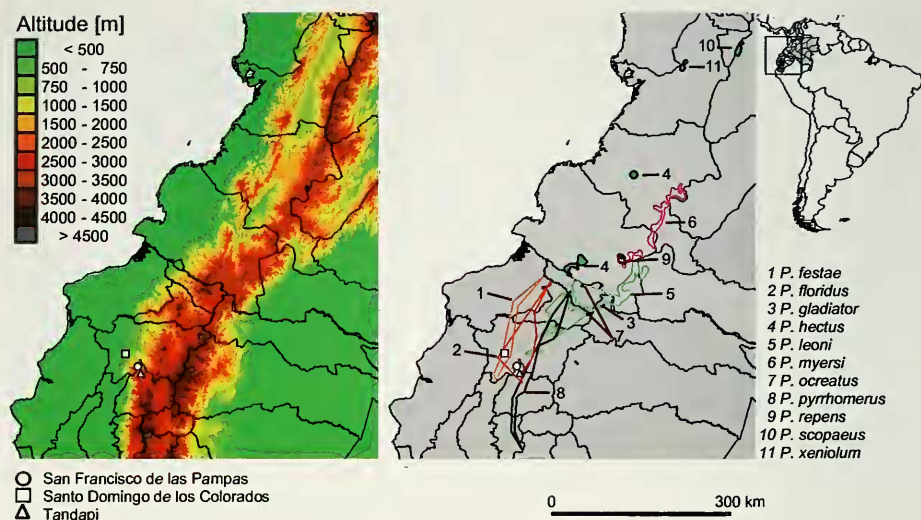 Altitude [m]
< 500
500 - 750
750 - 1000
1000 - 1500
1500 - 2000
2000 - 2500
2500 - 3000
3000 - 3500
3500 - 4000
4000 - 4500
> 4500
San Francisco de las Pampas
Santo Domingo de los Colorados
Tandapi
10
11
4
6
9
4
5
1
3
7
2
8
0 300 km
1 P. festae
2 P. floridus
3 P. gladiator
4 P. hectus
5 P. leoni
6 P. myersi
7 P. ocreatus
8 P. pyrrhomerus
9 P. repens
10 P. scopaeus
11 P. xeniolum